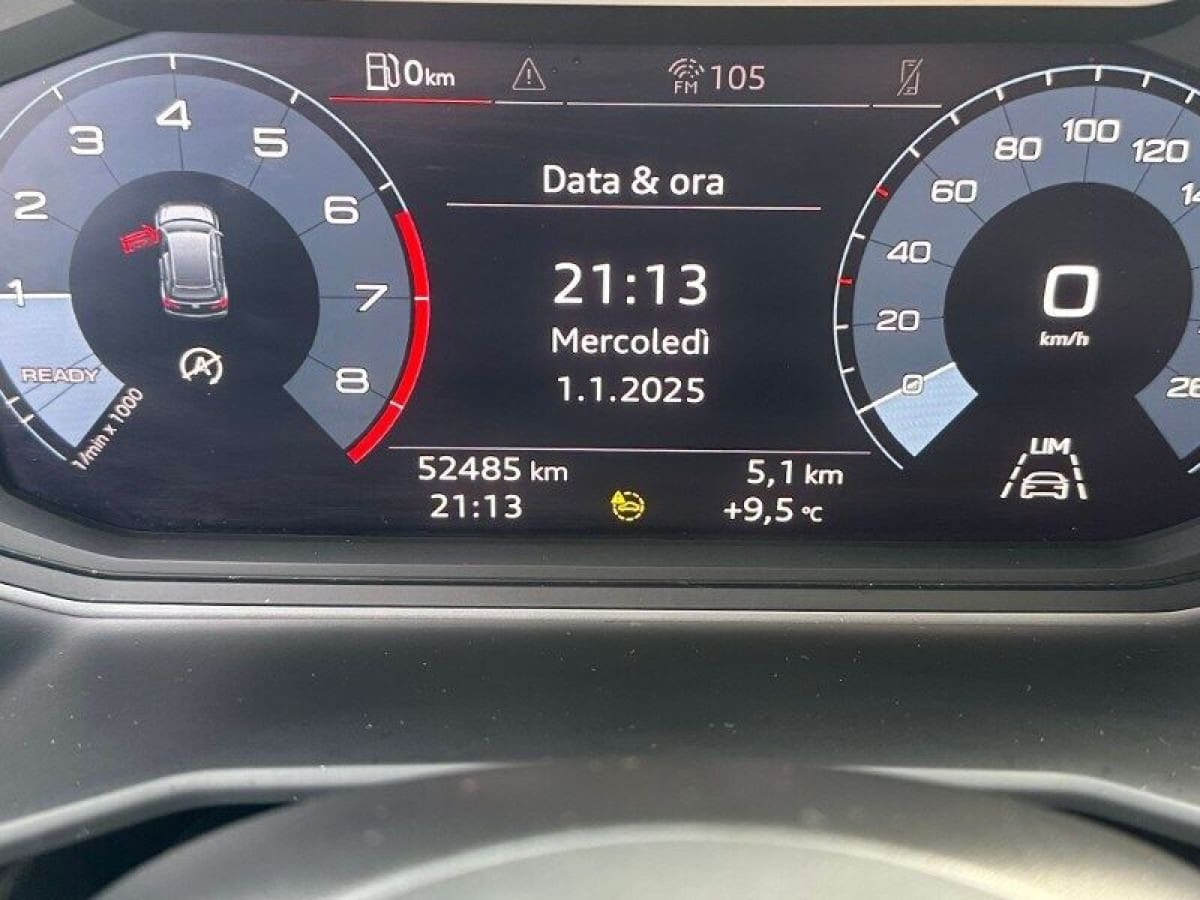 0km
FM 105
Data & ora
21:13
Mercoledì
1.1.2025
52485 km
5,1 km
21:13
+9,5 °C
1
2
3
4
5
6
7
8
READY
1/min x 1000
A
0
20
40
60
80
100
120
14
26
0
km/h
LIM